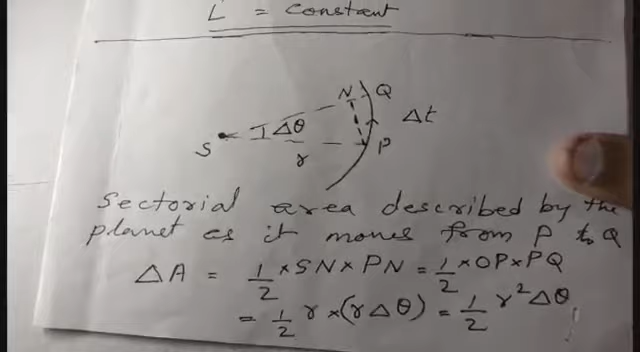 L = Constant
N Q
Δθ Δt
S r P
Sectorial area described by the
planet as it moves from P to Q
ΔA = 1/2 × SN × PN = 1/2 × OP × PQ
= 1/2 r × (r Δθ) = 1/2 r² Δθ